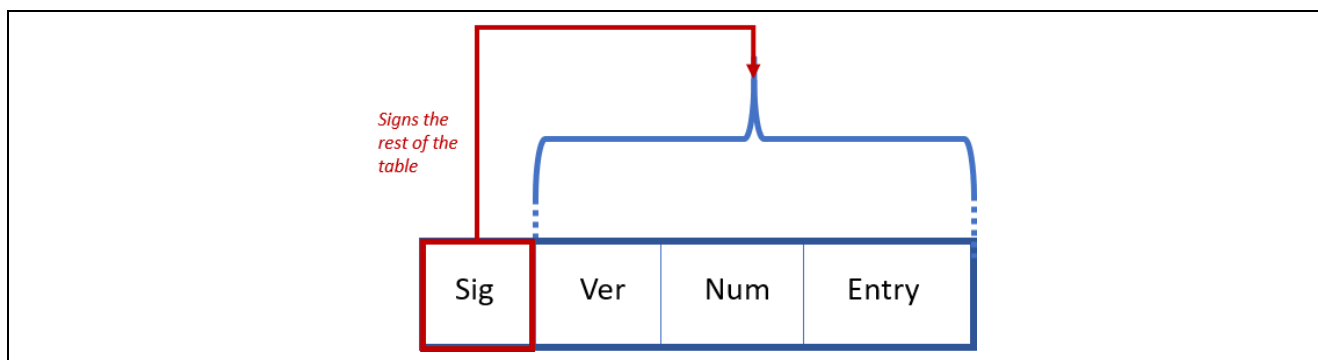 Signs the
rest of the
table
Sig Ver Num Entry